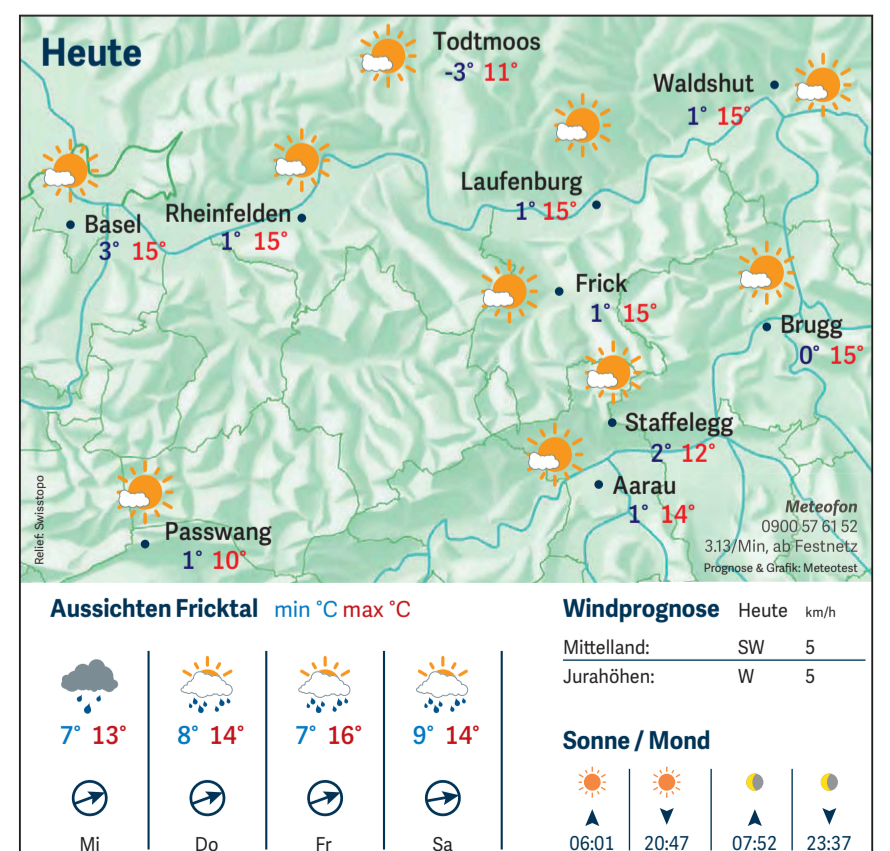 Heute
Todtmoos
-3° 11°
Waldshut
1° 15°
Laufenburg
1° 15°
Basel
3° 15°
Rheinfelden
1° 15°
Frick
1° 15°
Brugg
0° 15°
Staffelegg
2° 12°
Aarau
1° 14°
Passwang
1° 10°
Relief: Swisstopo
Meteofon
0900 57 61 52
3.13/Min, ab Festnetz
Prognose & Grafik: Meteotest
Aussichten Fricktal min °C max °C
7° 13° 8° 14° 7° 16° 9° 14°
Mi Do Fr Sa
Windprognose Heute km/h
Mittelland: SW 5
Jurahöhen: W 5
Sonne / Mond
06:01 20:47 07:52 23:37